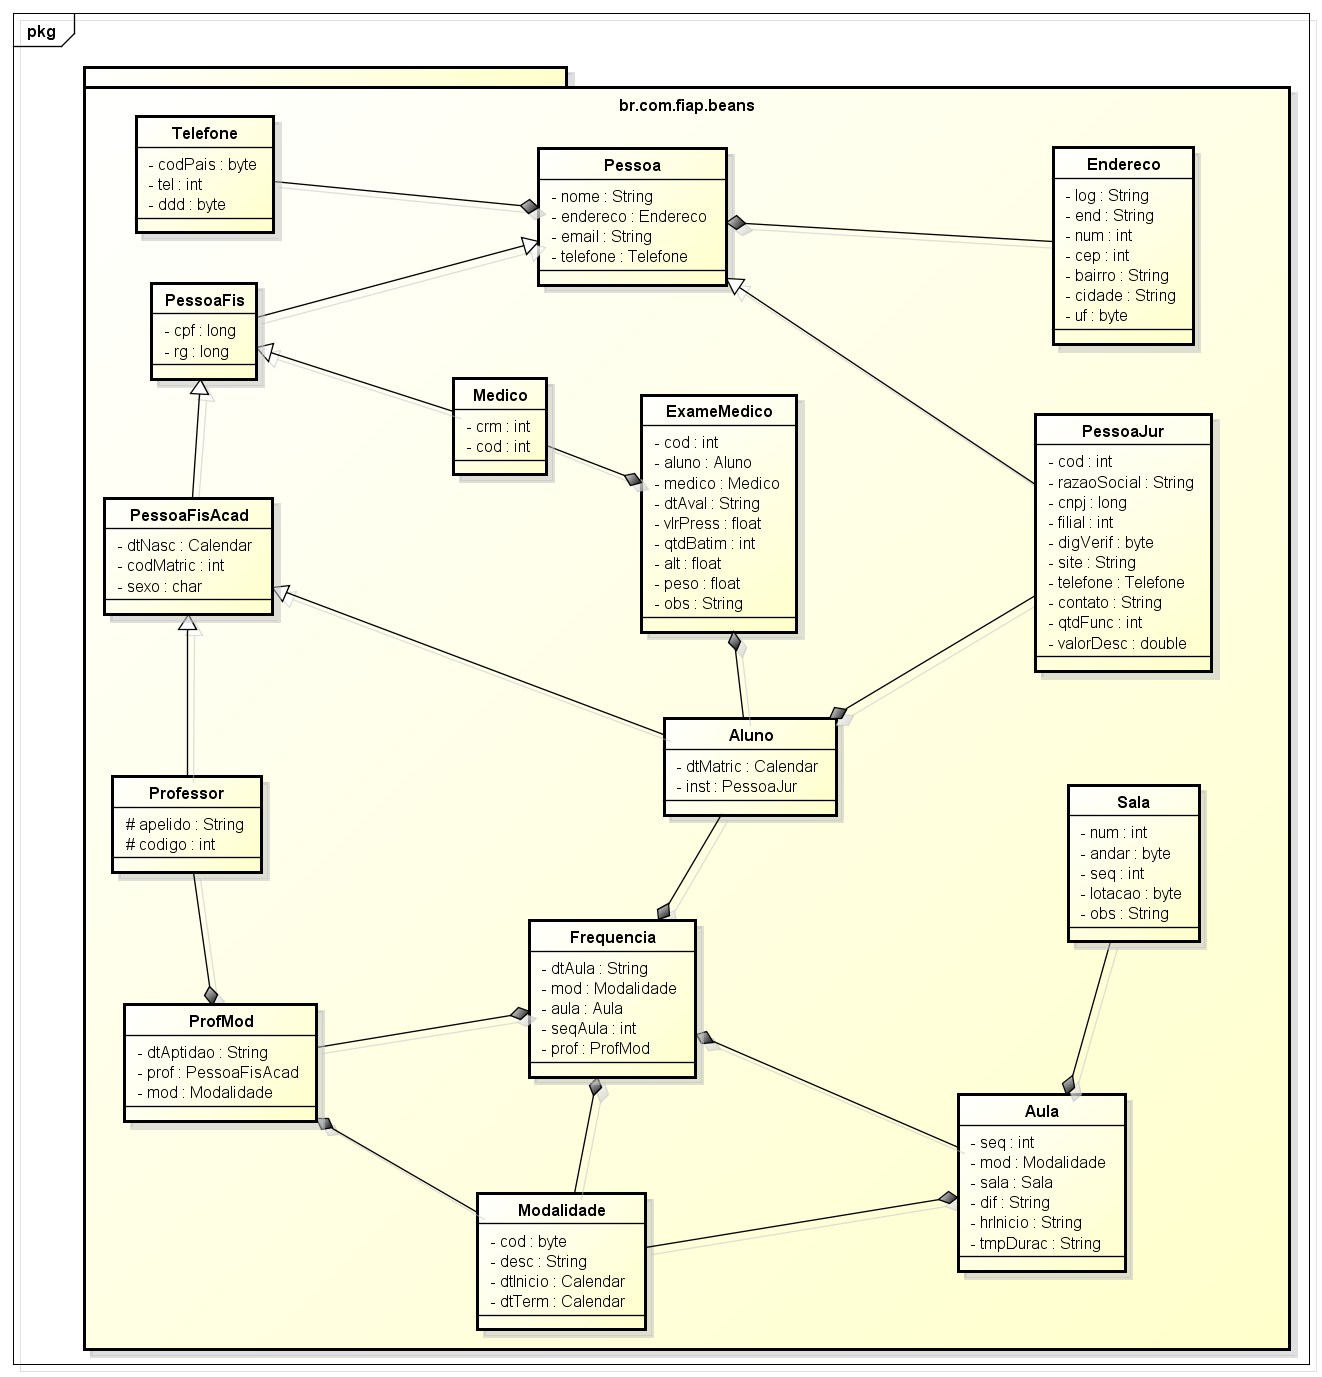 pkg
br.com.fiap.beans
Telefone
- codPais : byte
- tel : int
- ddd : byte
Pessoa
- nome : String
- endereco : Endereco
- email : String
- telefone : Telefone
Endereco
- log : String
- end : String
- num : int
- cep : int
- bairro : String
- cidade : String
- uf : byte
PessoaFis
- cpf : long
- rg : long
Medico
- crm : int
- cod : int
ExameMedico
- cod : int
- aluno : Aluno
- medico : Medico
- dtAval : String
- vlrPress : float
- qtdBatim : int
- alt : float
- peso : float
- obs : String
PessoaJur
- cod : int
- razaoSocial : String
- cnpj : long
- filial : int
- digVerif : byte
- site : String
- telefone : Telefone
- contato : String
- qtdFunc : int
- valorDesc : double
PessoaFisAcad
- dtNasc : Calendar
- codMatric : int
- sexo : char
Aluno
- dtMatric : Calendar
- inst : PessoaJur
Professor
# apelido : String
# codigo : int
Sala
- num : int
- andar : byte
- seq : int
- lotacao : byte
- obs : String
Frequencia
- dtAula : String
- mod : Modalidade
- aula : Aula
- seqAula : int
- prof : ProfMod
ProfMod
- dtAptidao : String
- prof : PessoaFisAcad
- mod : Modalidade
Aula
- seq : int
- mod : Modalidade
- sala : Sala
- dif : String
- hrInicio : String
- tmpDurac : String
Modalidade
- cod : byte
- desc : String
- dtInicio : Calendar
- dtTerm : Calendar